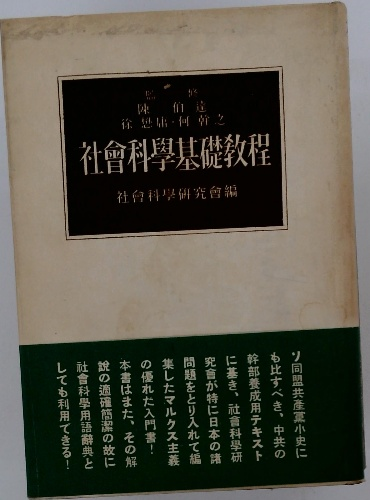 監修
陳伯達
徐懋庸・何幹之
社會科學基礎教程
社會科學研究會編
ソ同盟共産黨小史に
も比すべき、中共の
幹部養成用テキスト
に基き、社會科學研
究會が特に日本の諸
問題をとり入れて編
集したマルクス主義
の優れた入門書!
本書はまた、その解
說の適確簡潔の故に
社會科學用語辭典と
しても利用できる!